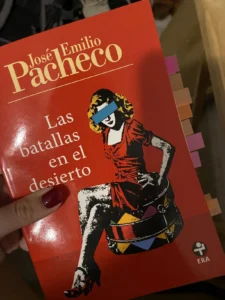 José Emilio
Pacheco
Las
batallas
en el
desierto
ERA